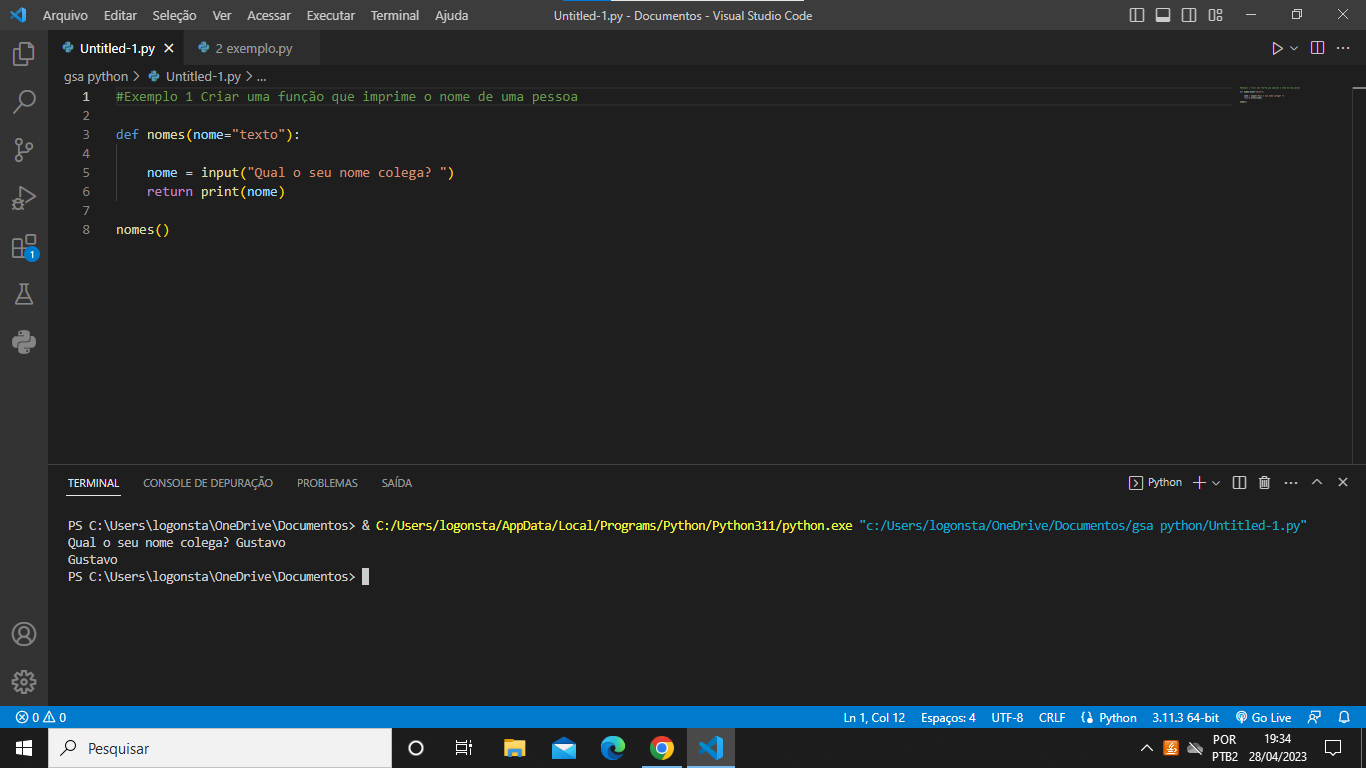 Arquivo Editar Seleção Ver Acessar Executar Terminal Ajuda Untitled-1.py - Documentos - Visual Studio Code
Untitled-1.py 2 exemplo.py
gsa python > Untitled-1.py > ...
1 #Exemplo 1 Criar uma função que imprime o nome de uma pessoa
2
3 def nomes(nome="texto"):
4
5 nome = input("Qual o seu nome colega? ")
6 return print(nome)
7
8 nomes()
1
TERMINAL CONSOLE DE DEPURAÇÃO PROBLEMAS SAÍDA Python
PS C:\Users\logonsta\OneDrive\Documentos> & C:/Users/logonsta/AppData/Local/Programs/Python/Python311/python.exe "c:/Users/logonsta/OneDrive/Documentos/gsa python/Untitled-1.py"
Qual o seu nome colega? Gustavo
Gustavo
PS C:\Users\logonsta\OneDrive\Documentos>
0 0 Ln 1, Col 12 Espaços: 4 UTF-8 CRLF Python 3.11.3 64-bit Go Live
Pesquisar
POR
PTB2
19:34
28/04/2023